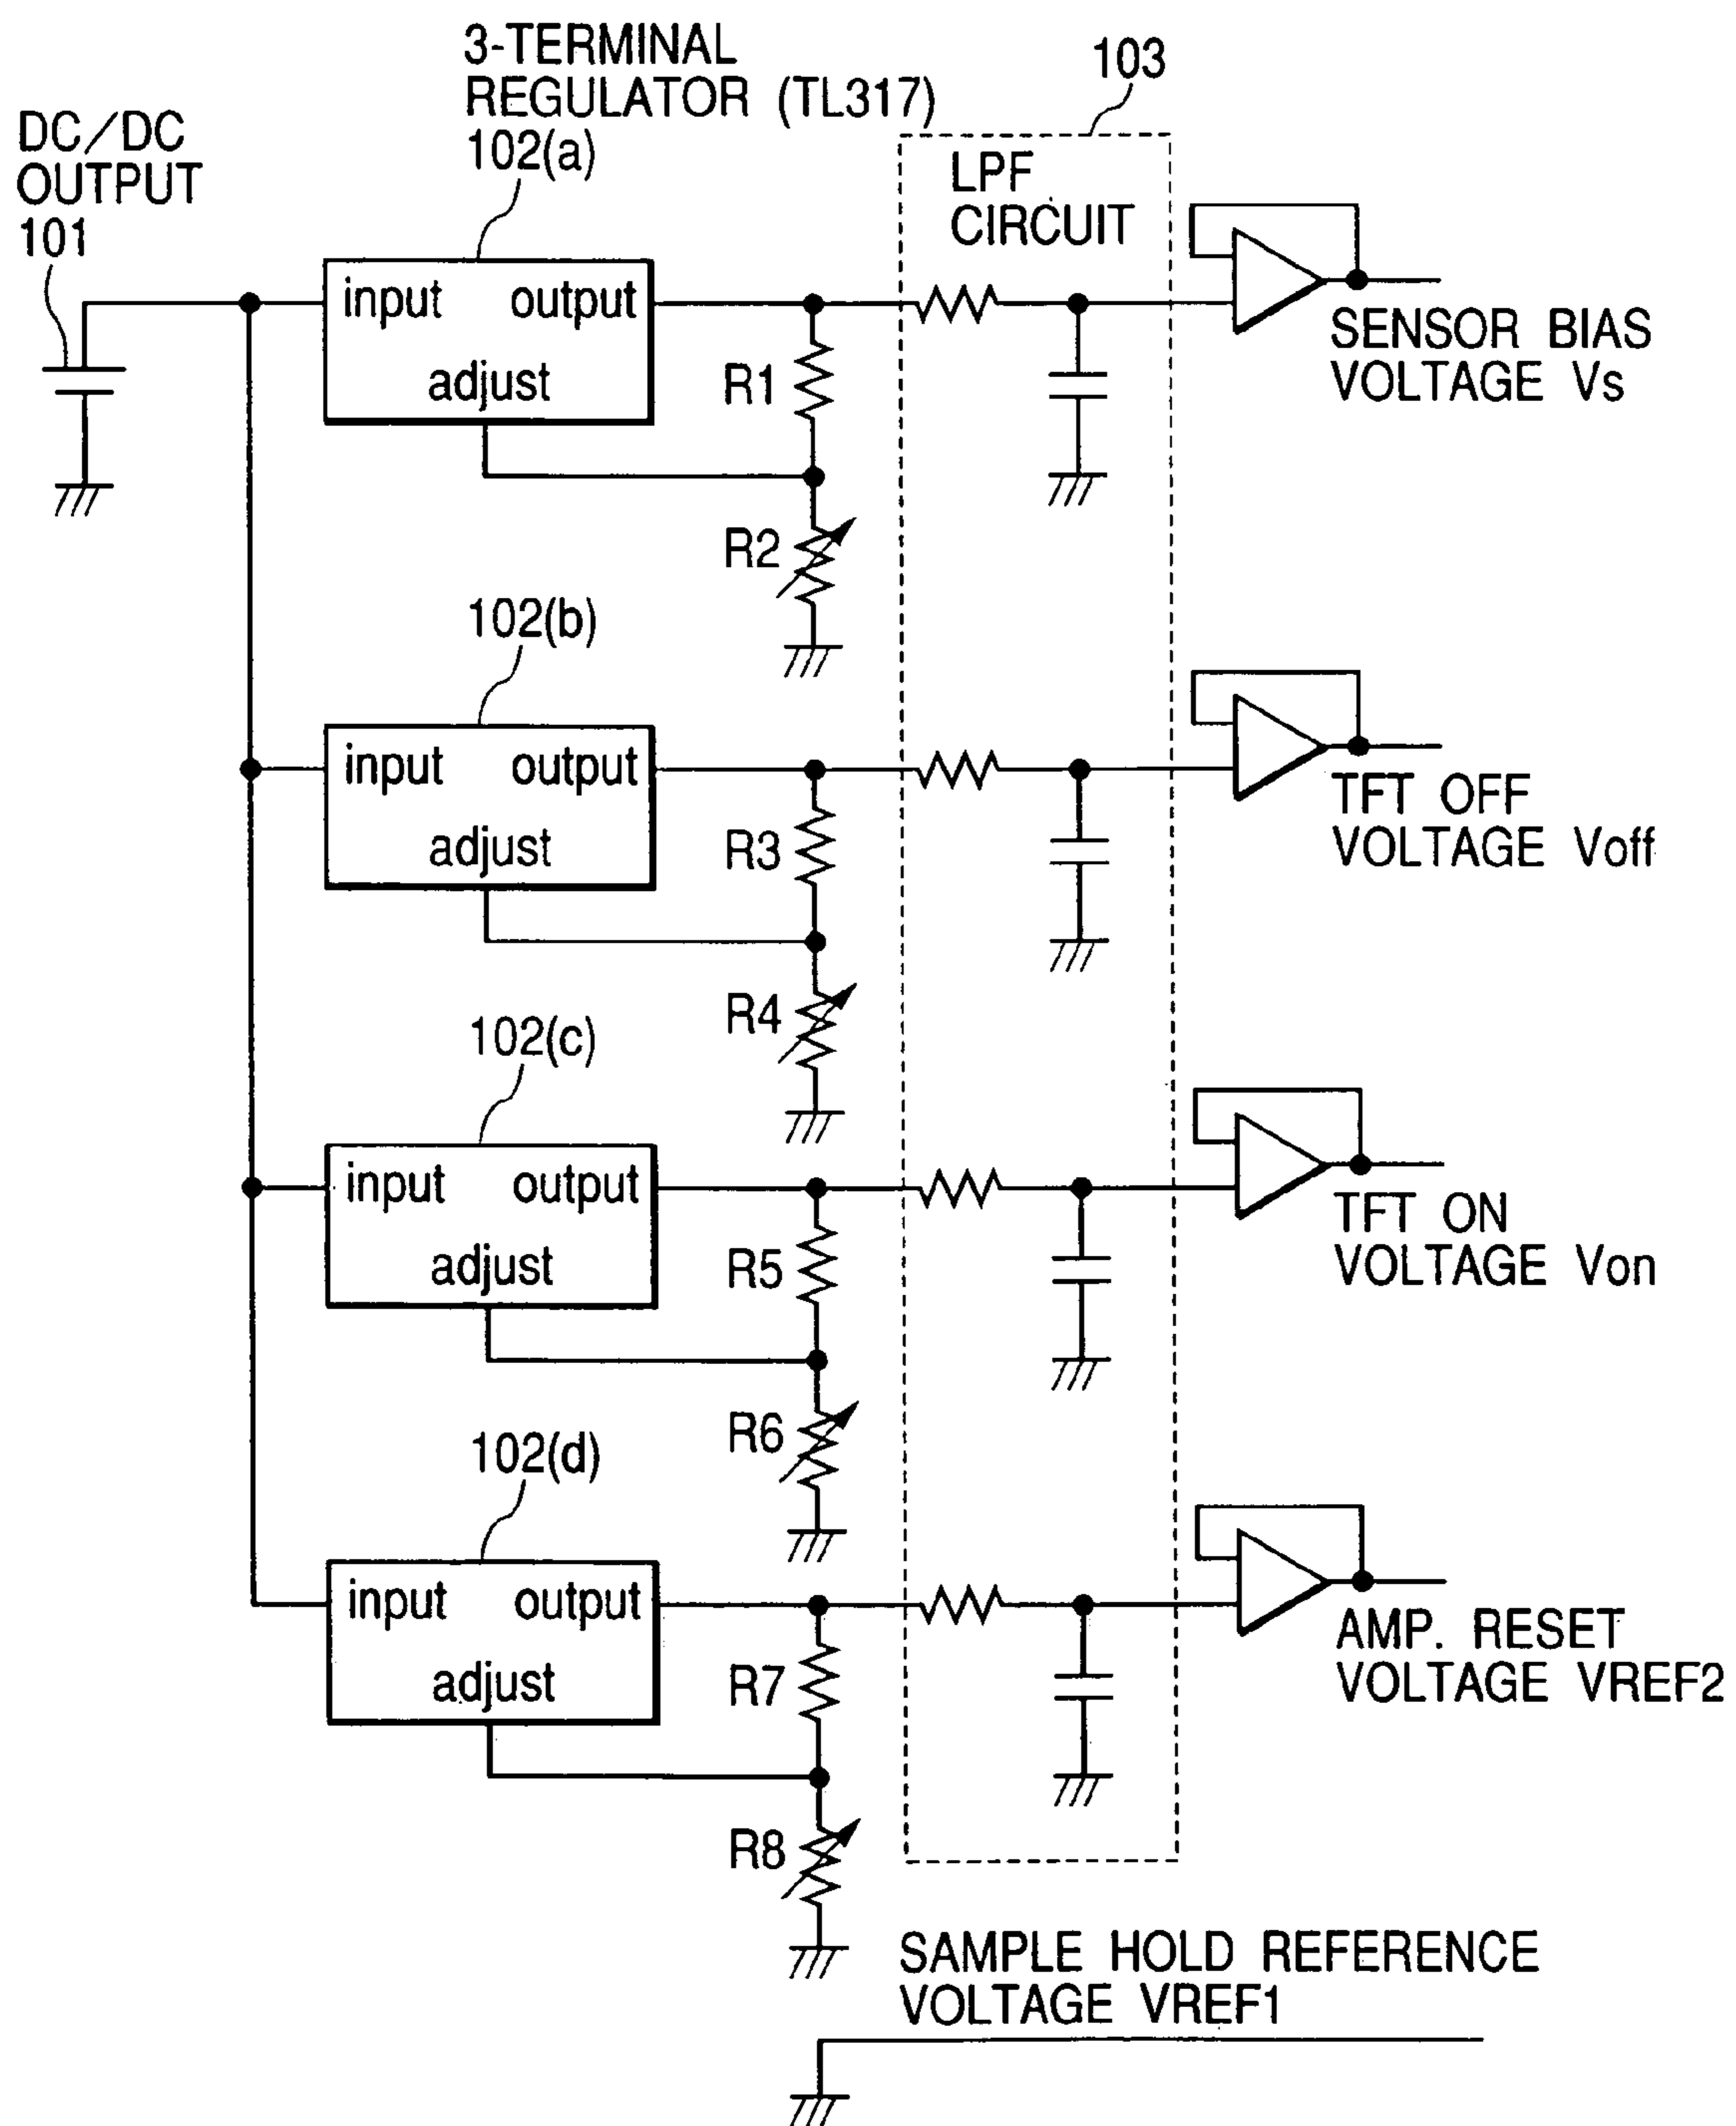 3-TERMINAL
REGULATOR (TL317)
102(a)
103
DC/DC
OUTPUT
101
LPF
CIRCUIT
input output
adjust
R1
R2
SENSOR BIAS
VOLTAGE Vs
102(b)
input output
adjust
R3
R4
TFT OFF
VOLTAGE Voff
102(c)
input output
adjust
R5
R6
TFT ON
VOLTAGE Von
102(d)
input output
adjust
R7
R8
AMP. RESET
VOLTAGE VREF2
SAMPLE HOLD REFERENCE
VOLTAGE VREF1